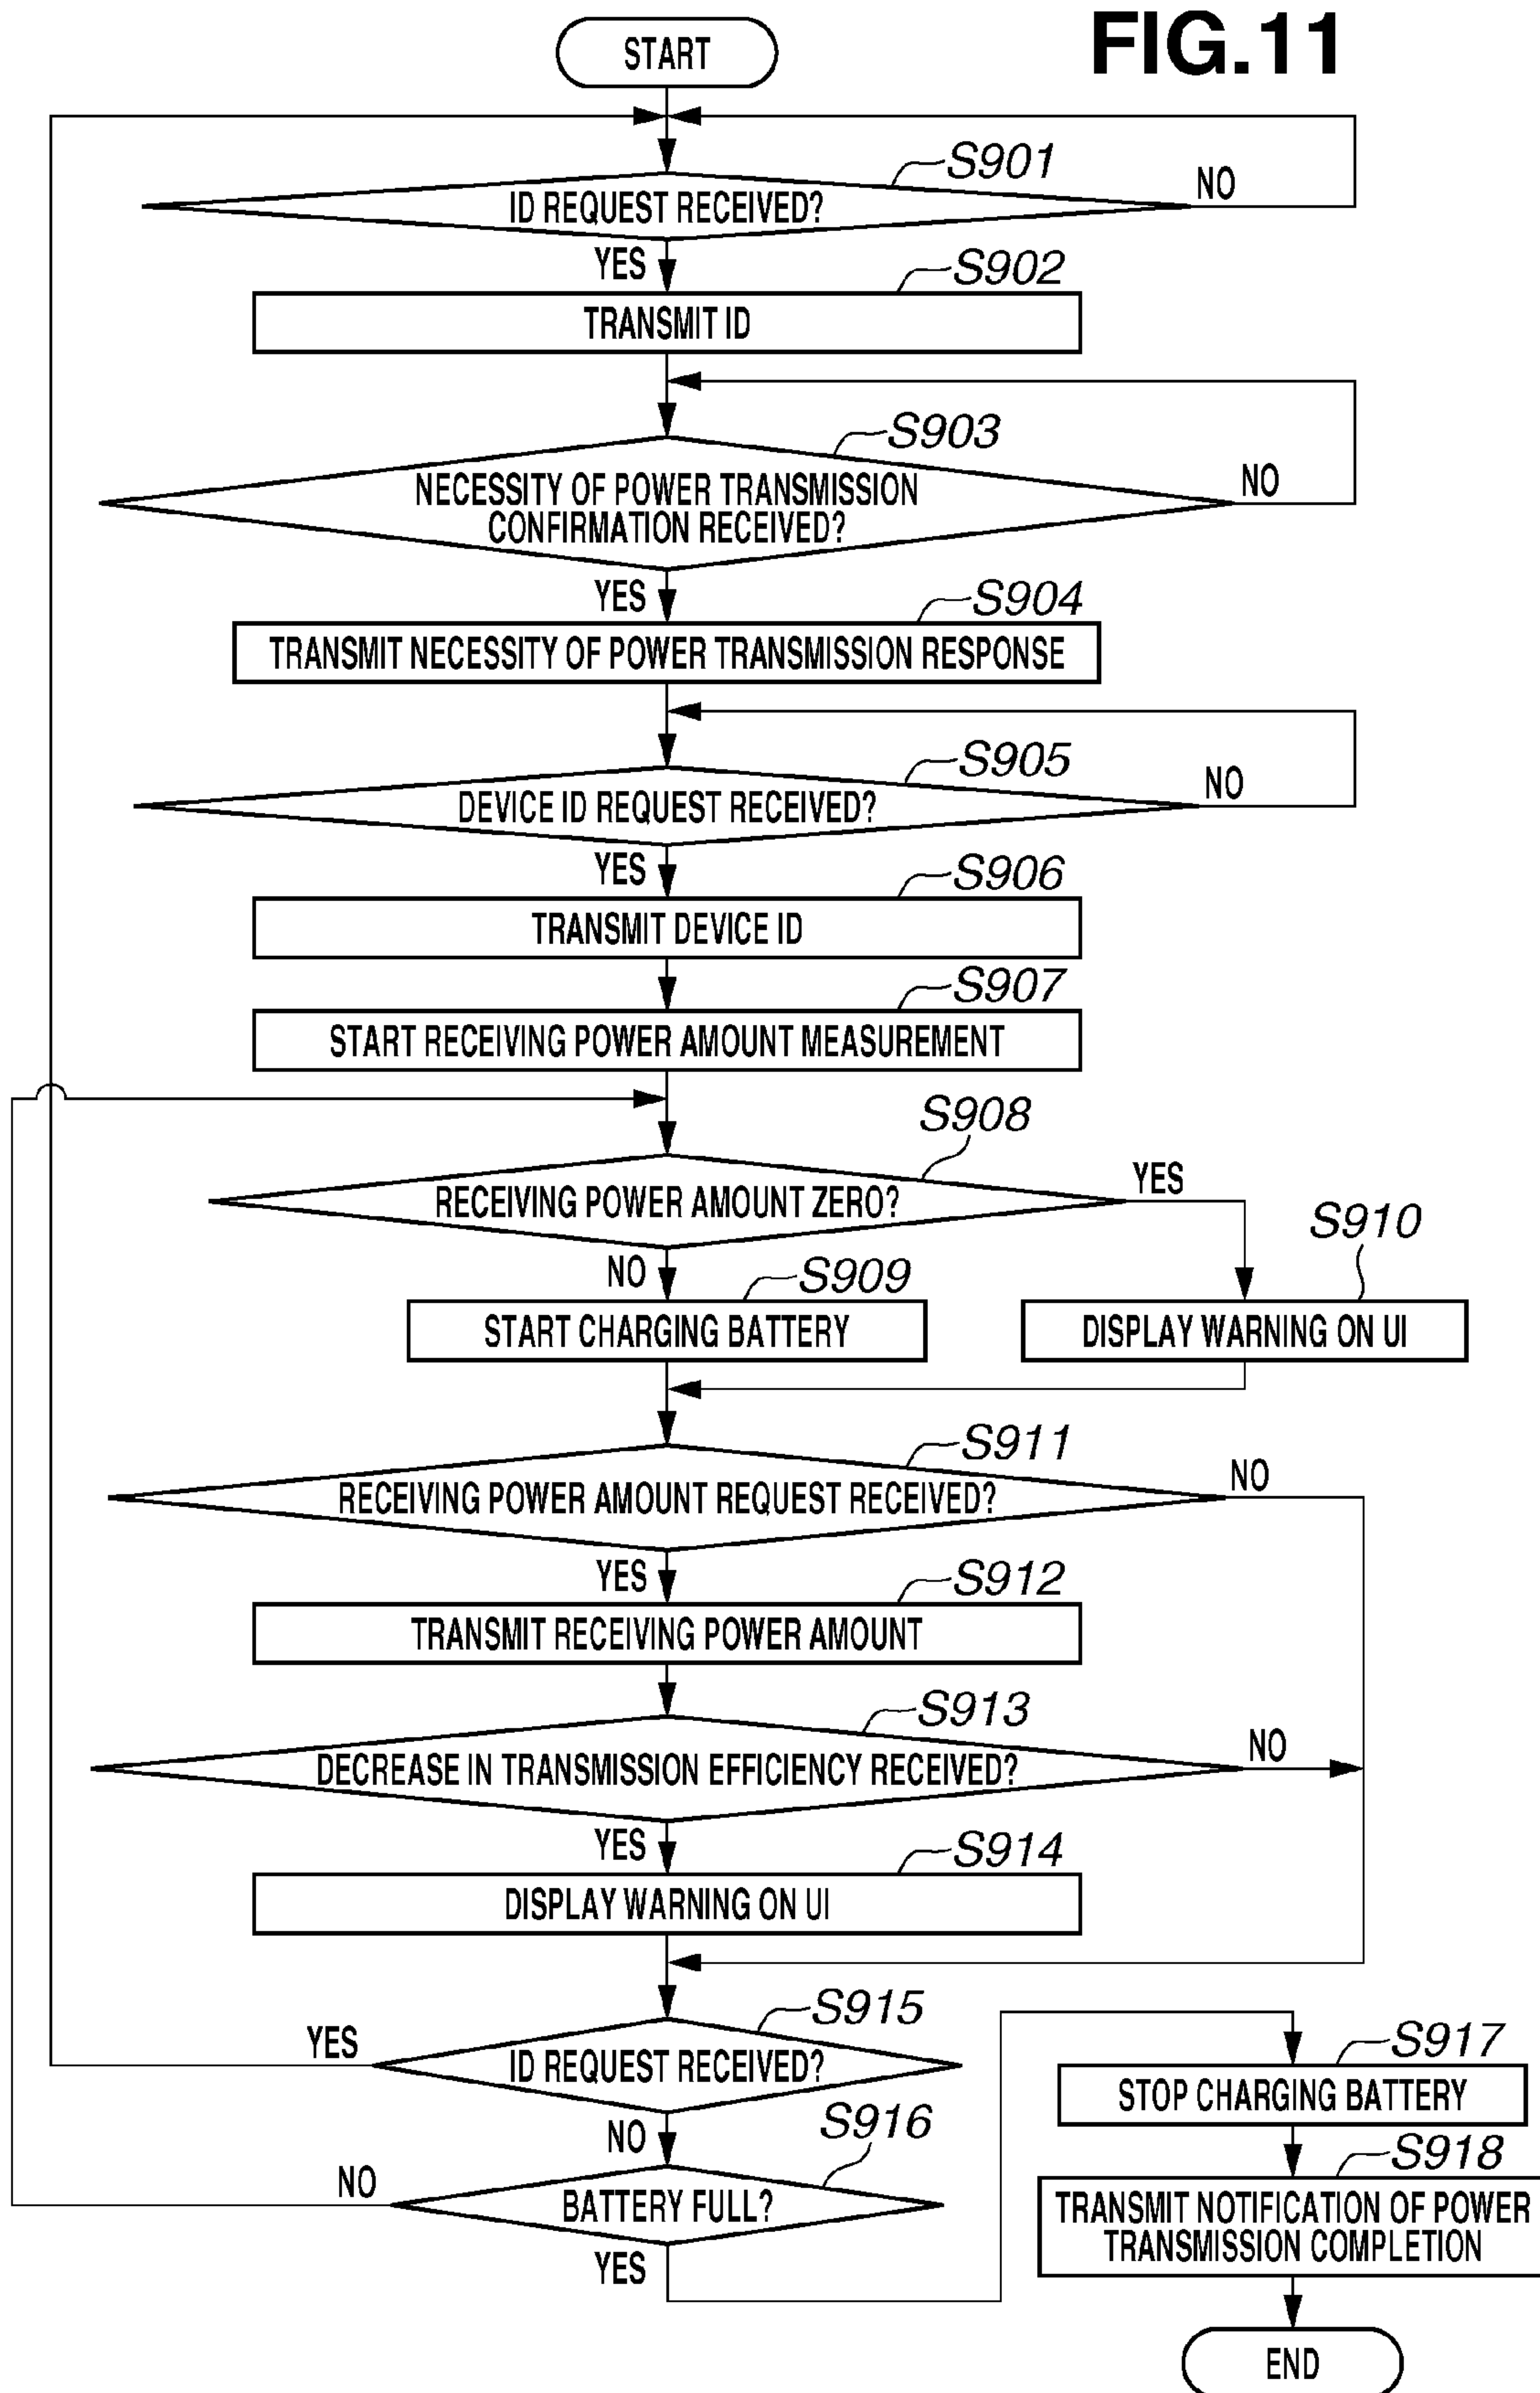 FIG.11
START
S901
ID REQUEST RECEIVED?
NO
YES
S902
TRANSMIT ID
S903
NECESSITY OF POWER TRANSMISSION
CONFIRMATION RECEIVED?
NO
YES
S904
TRANSMIT NECESSITY OF POWER TRANSMISSION RESPONSE
S905
DEVICE ID REQUEST RECEIVED?
NO
YES
S906
TRANSMIT DEVICE ID
S907
START RECEIVING POWER AMOUNT MEASUREMENT
S908
RECEIVING POWER AMOUNT ZERO?
YES
NO
S909
START CHARGING BATTERY
S910
DISPLAY WARNING ON UI
S911
RECEIVING POWER AMOUNT REQUEST RECEIVED?
NO
YES
S912
TRANSMIT RECEIVING POWER AMOUNT
S913
DECREASE IN TRANSMISSION EFFICIENCY RECEIVED?
NO
YES
S914
DISPLAY WARNING ON UI
S915
ID REQUEST RECEIVED?
YES
NO
S916
BATTERY FULL?
NO
YES
S917
STOP CHARGING BATTERY
S918
TRANSMIT NOTIFICATION OF POWER
TRANSMISSION COMPLETION
END